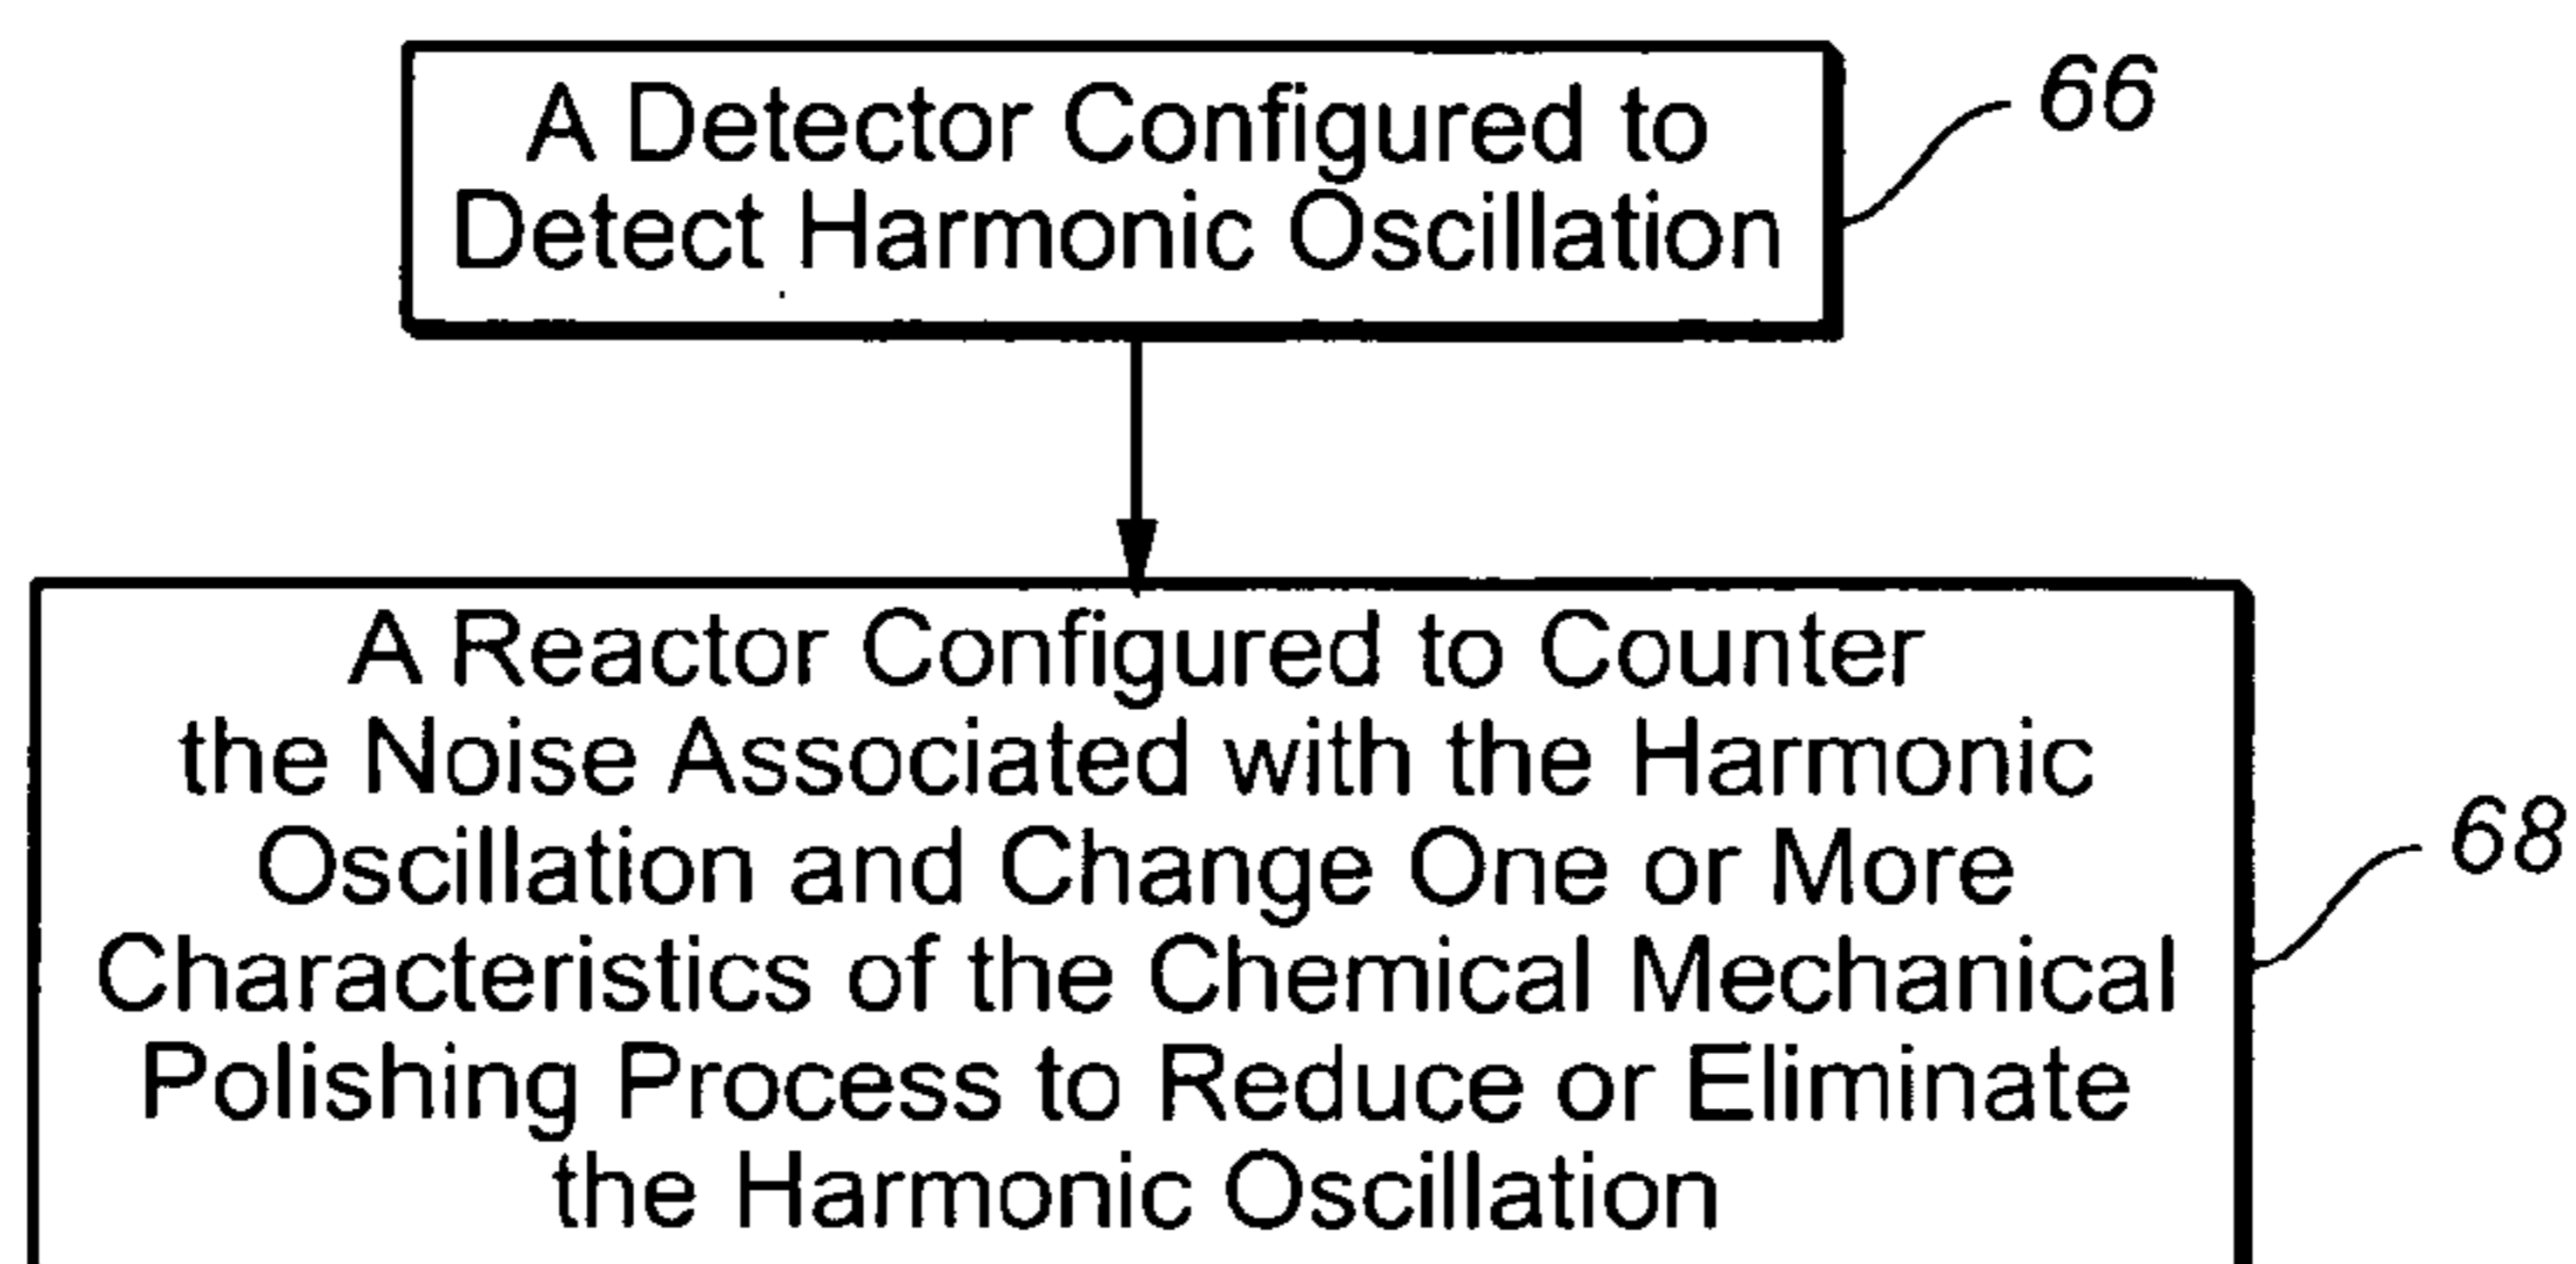 A Detector Configured to
Detect Harmonic Oscillation
66
A Reactor Configured to Counter
the Noise Associated with the Harmonic
Oscillation and Change One or More
Characteristics of the Chemical Mechanical
Polishing Process to Reduce or Eliminate
the Harmonic Oscillation
68